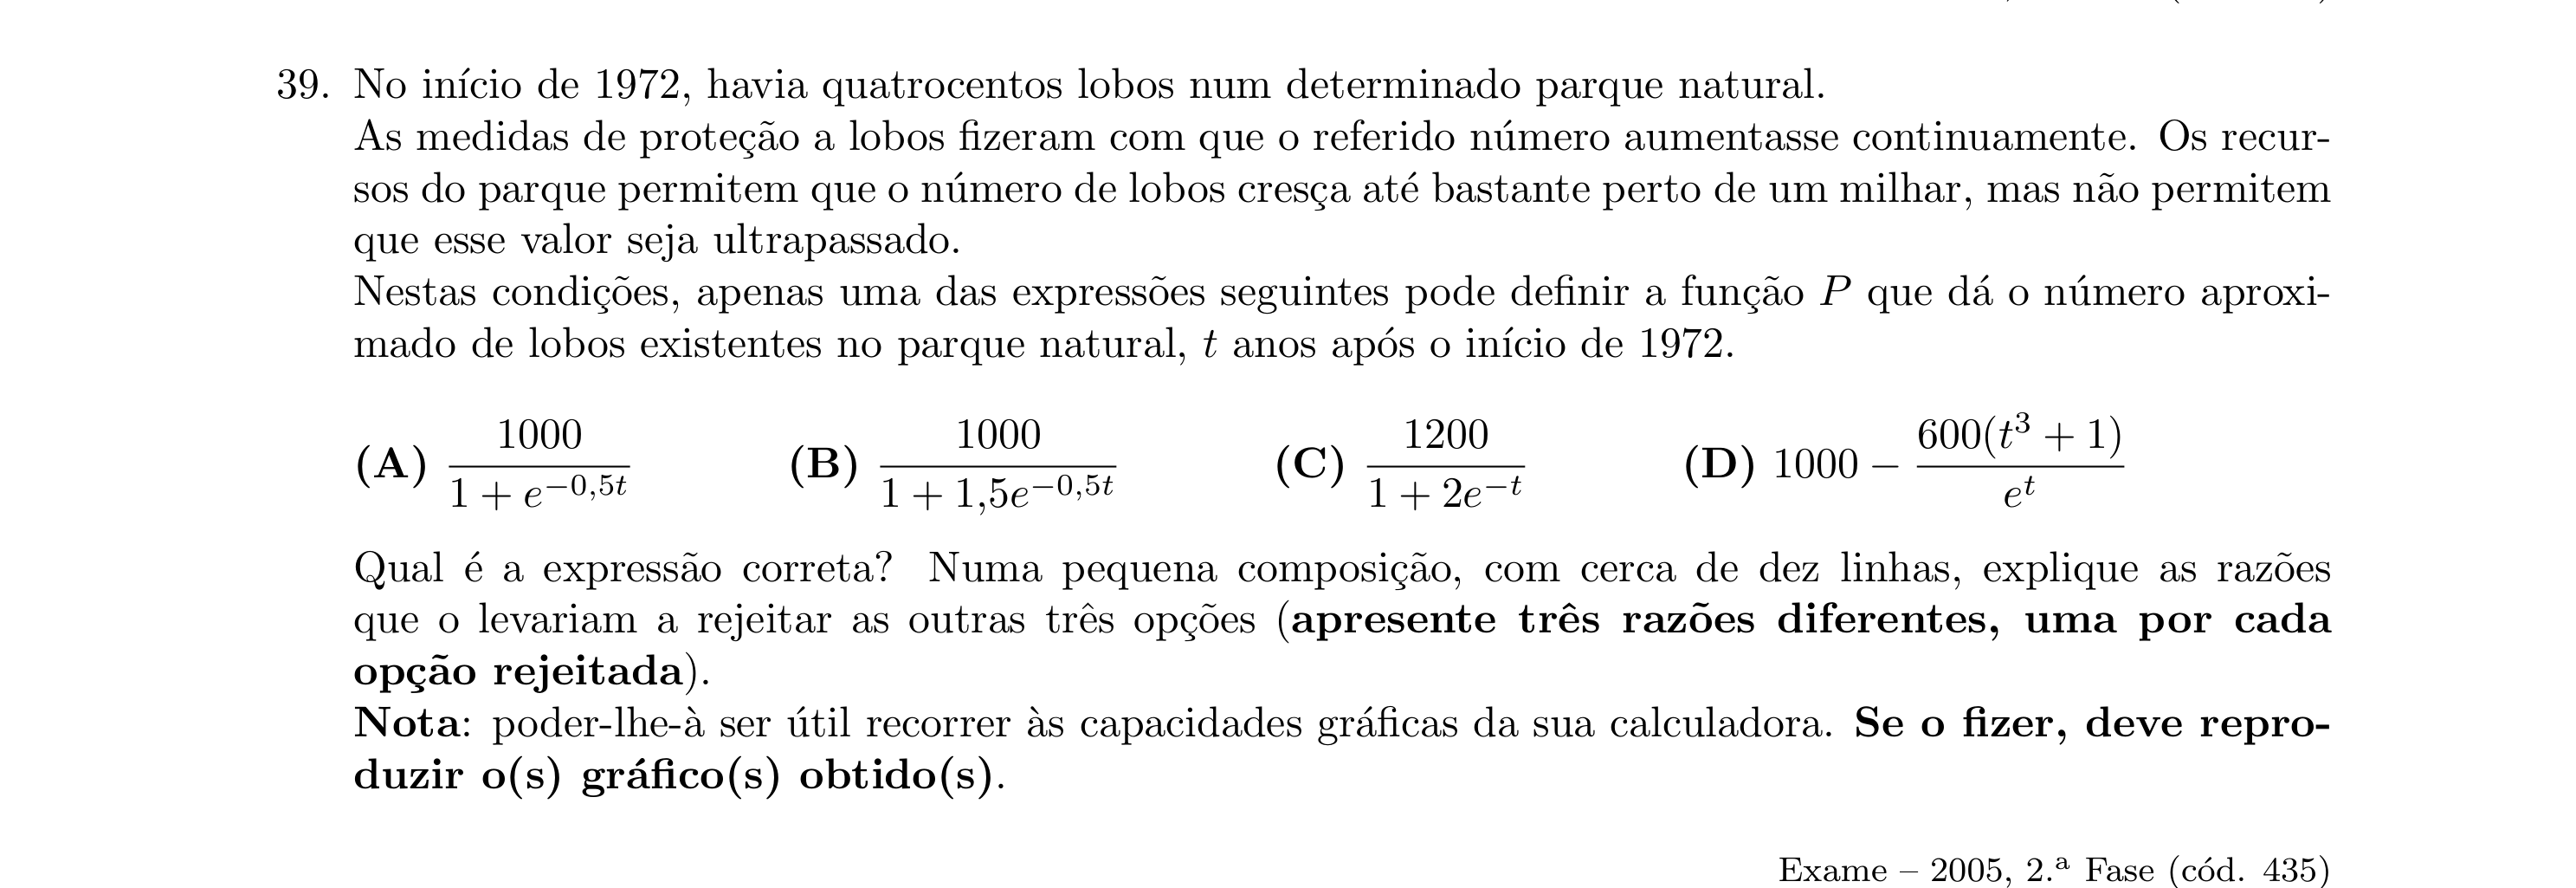 39. No início de 1972, havia quatrocentos lobos num determinado parque natural.
As medidas de proteção a lobos fizeram com que o referido número aumentasse continuamente. Os recur-
sos do parque permitem que o número de lobos cresça até bastante perto de um milhar, mas não permitem
que esse valor seja ultrapassado.
Nestas condições, apenas uma das expressões seguintes pode definir a função P que dá o número aproxi-
mado de lobos existentes no parque natural, t anos após o início de 1972.
(A) \frac{1000}{1 + e^{-0,5t}} (B) \frac{1000}{1 + 1,5e^{-0,5t}} (C) \frac{1200}{1 + 2e^{-t}} (D) 1000 - \frac{600(t^3 + 1)}{e^t}
Qual é a expressão correta? Numa pequena composição, com cerca de dez linhas, explique as razões
que o levariam a rejeitar as outras três opções (apresente três razões diferentes, uma por cada
opção rejeitada).
Nota: poder-lhe-à ser útil recorrer às capacidades gráficas da sua calculadora. Se o fizer, deve repro-
duzir o(s) gráfico(s) obtido(s).
Exame – 2005, 2.ª Fase (cód. 435)